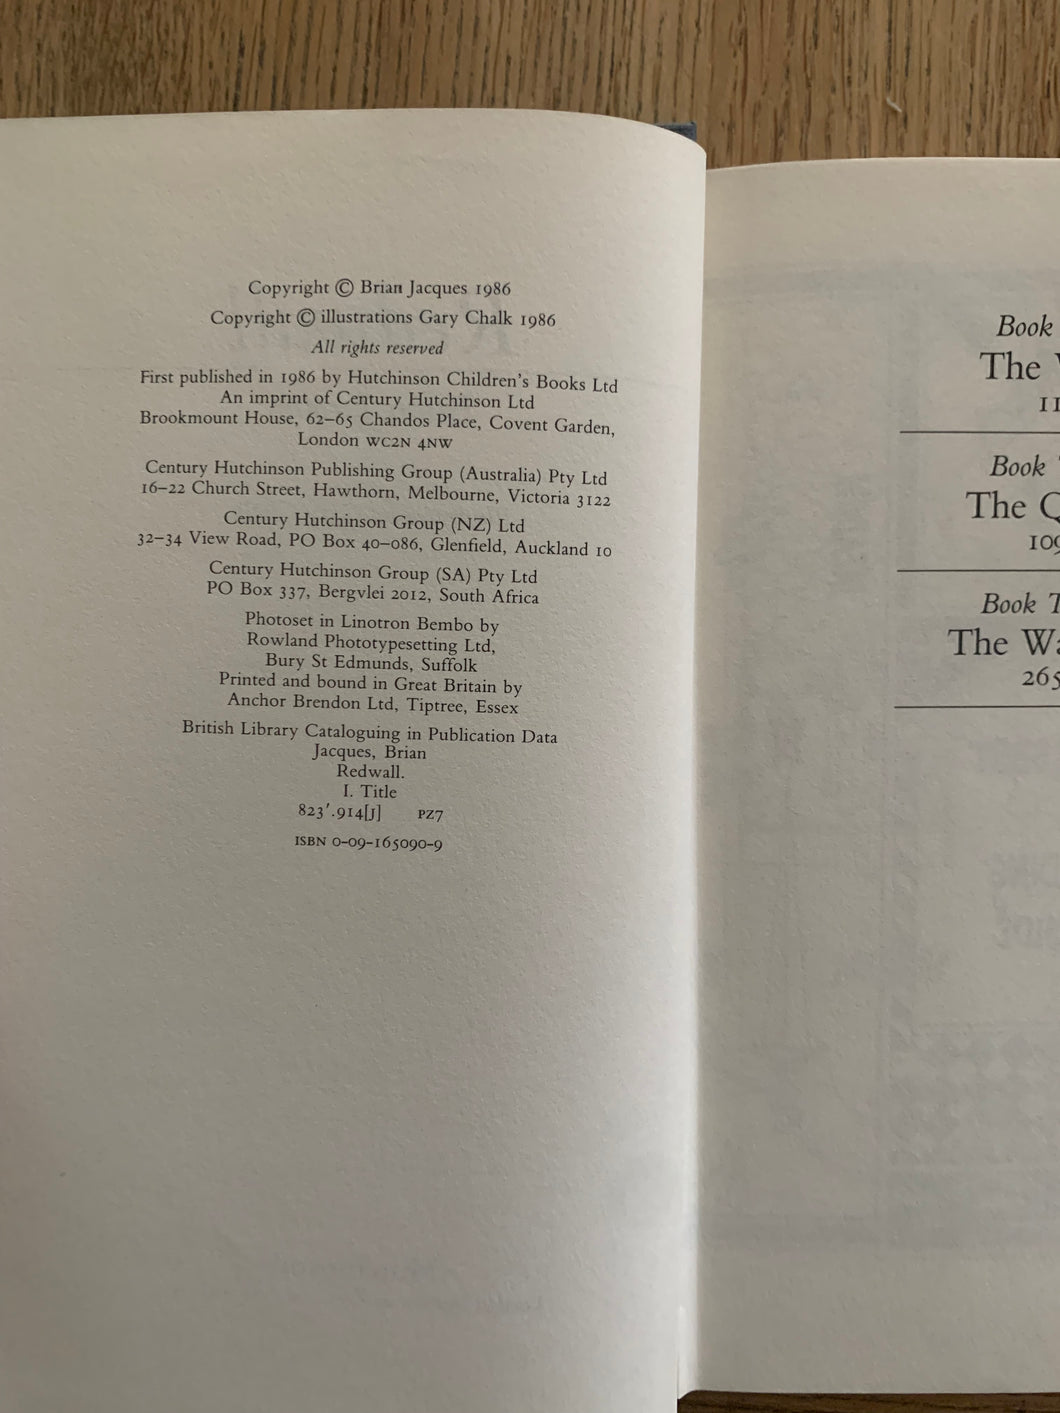 Copyright © Brian Jacques 1986
Copyright © illustrations Gary Chalk 1986
All rights reserved
First published in 1986 by Hutchinson Children's Books Ltd
An imprint of Century Hutchinson Ltd
Brookmount House, 62–65 Chandos Place, Covent Garden,
London WC2N 4NW
Century Hutchinson Publishing Group (Australia) Pty Ltd
16–22 Church Street, Hawthorn, Melbourne, Victoria 3122
Century Hutchinson Group (NZ) Ltd
32–34 View Road, PO Box 40–086, Glenfield, Auckland 10
Century Hutchinson Group (SA) Pty Ltd
PO Box 337, Bergvlei 2012, South Africa
Photoset in Linotron Bembo by
Rowland Phototypesetting Ltd,
Bury St Edmunds, Suffolk
Printed and bound in Great Britain by
Anchor Brendon Ltd, Tiptree, Essex
British Library Cataloguing in Publication Data
Jacques, Brian
Redwall.
I. Title
823'.914[J] PZ7
ISBN 0–09–165090–9
Book
The
Book
The
Book
The